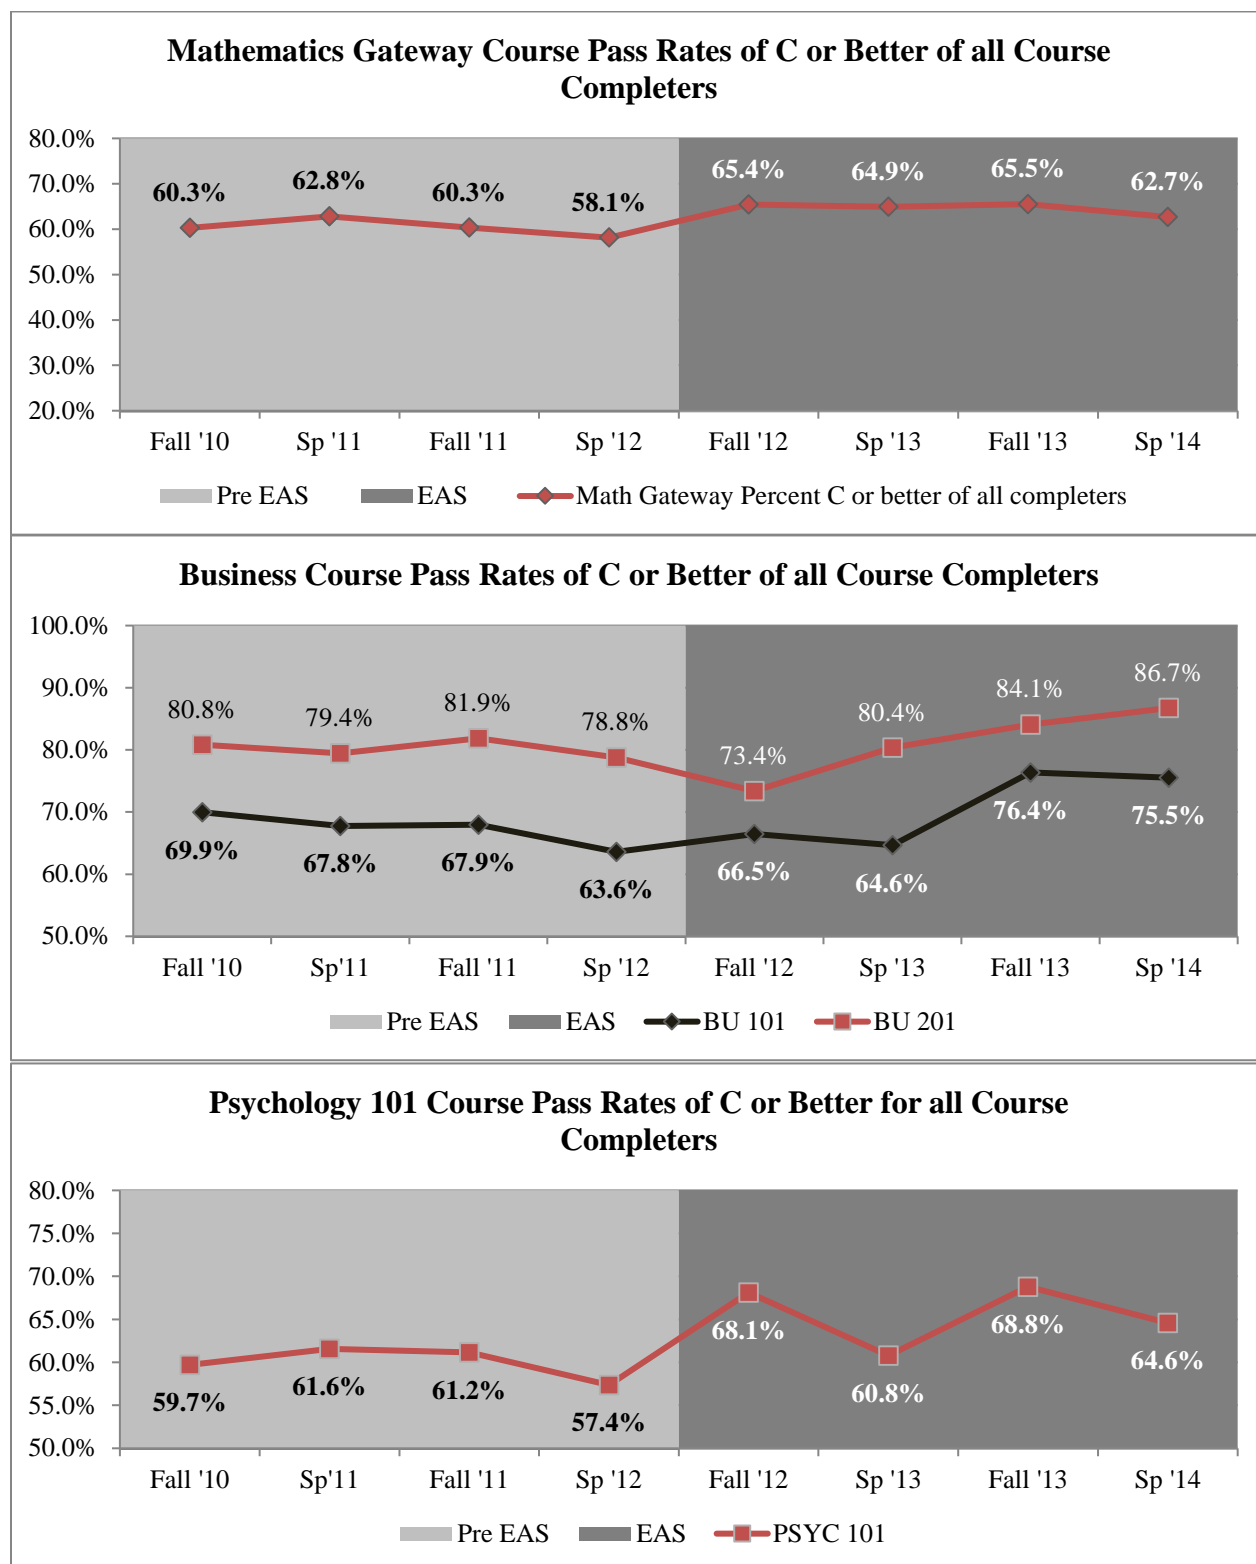 Mathematics Gateway Course Pass Rates of C or Better of all Course
Completers
80.0%
70.0%
60.0%
50.0%
40.0%
30.0%
20.0%
60.3%
62.8%
60.3%
58.1%
65.4%
64.9%
65.5%
62.7%
Fall '10
Sp '11
Fall '11
Sp '12
Fall '12
Sp '13
Fall '13
Sp '14
Pre EAS
EAS
Math Gateway Percent C or better of all completers
Business Course Pass Rates of C or Better of all Course Completers
100.0%
90.0%
80.0%
70.0%
60.0%
50.0%
80.8%
79.4%
81.9%
78.8%
73.4%
80.4%
84.1%
86.7%
69.9%
67.8%
67.9%
63.6%
66.5%
64.6%
76.4%
75.5%
Fall '10
Sp'11
Fall '11
Sp '12
Fall '12
Sp '13
Fall '13
Sp '14
Pre EAS
EAS
BU 101
BU 201
Psychology 101 Course Pass Rates of C or Better for all Course
Completers
80.0%
75.0%
70.0%
65.0%
60.0%
55.0%
50.0%
59.7%
61.6%
61.2%
57.4%
68.1%
60.8%
68.8%
64.6%
Fall '10
Sp'11
Fall '11
Sp '12
Fall '12
Sp '13
Fall '13
Sp '14
Pre EAS
EAS
PSYC 101